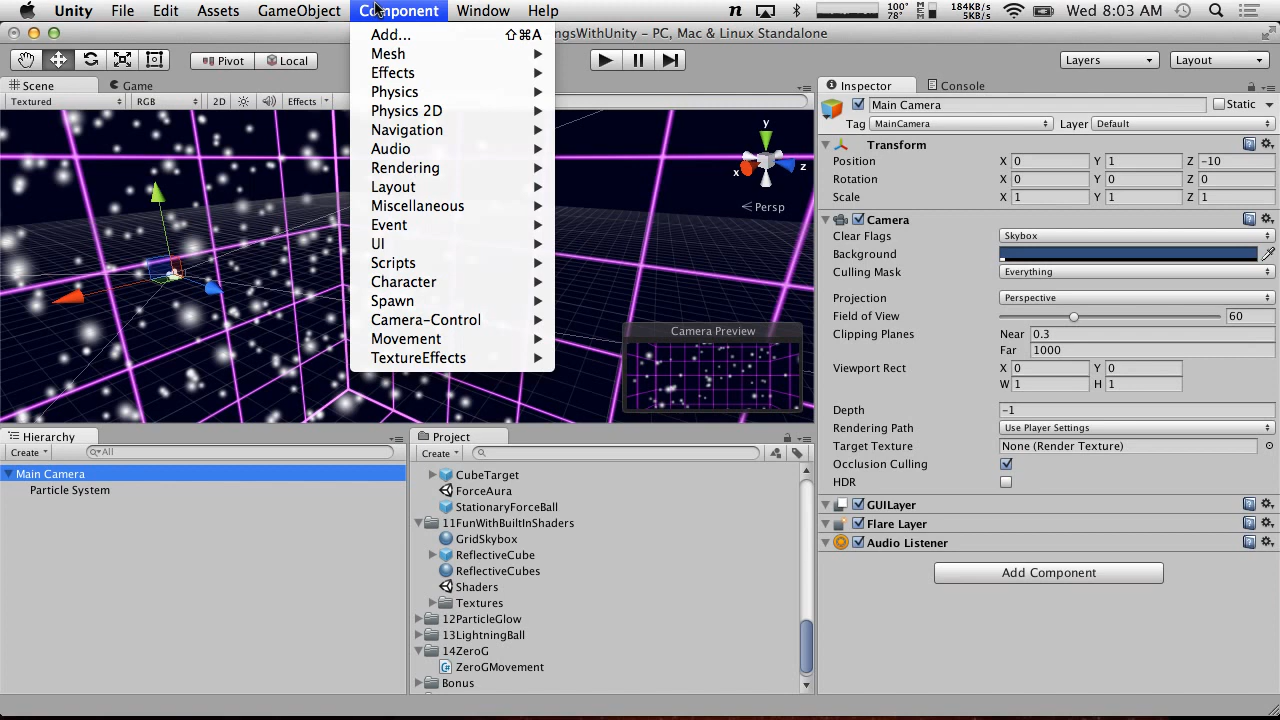 Unity File Edit Assets GameObject Component Window Help 100° 78° 184KB/S 5KB/S Wed 8:03 AM
ngsWithUnity - PC, Mac & Linux Standalone
Pivot Local Layers Layout
Scene Game
Textured RGB 2D Effects
Add... ⇧⌘A
Mesh
Effects
Physics
Physics 2D
Navigation
Audio
Rendering
Layout
Miscellaneous
Event
UI
Scripts
Character
Spawn
Camera-Control
Movement
TextureEffects
y
x z
Persp
Camera Preview
Hierarchy
Create All
Main Camera
Particle System
Project
Create
CubeTarget
ForceAura
StationaryForceBall
11FunWithBuiltInShaders
GridSkybox
ReflectiveCube
ReflectiveCubes
Shaders
Textures
12ParticleGlow
13LightningBall
14ZeroG
ZeroGMovement
Bonus
Inspector Console
Main Camera Static
Tag MainCamera Layer Default
Transform
Position X 0 Y 1 Z -10
Rotation X 0 Y 0 Z 0
Scale X 1 Y 1 Z 1
Camera
Clear Flags Skybox
Background
Culling Mask Everything
Projection Perspective
Field of View 60
Clipping Planes Near 0.3
Far 1000
Viewport Rect X 0 Y 0
W 1 H 1
Depth -1
Rendering Path Use Player Settings
Target Texture None (Render Texture)
Occlusion Culling
HDR
GUILayer
Flare Layer
Audio Listener
Add Component